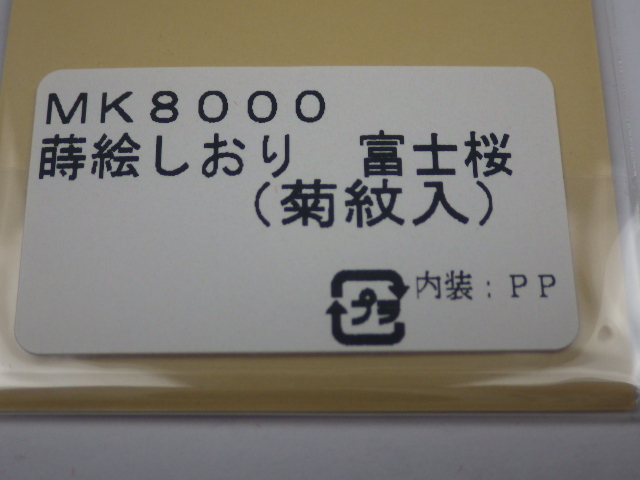 ＭＫ８０００
蒔絵しおり　富士桜
（菊紋入）
プラ
内装：ＰＰ